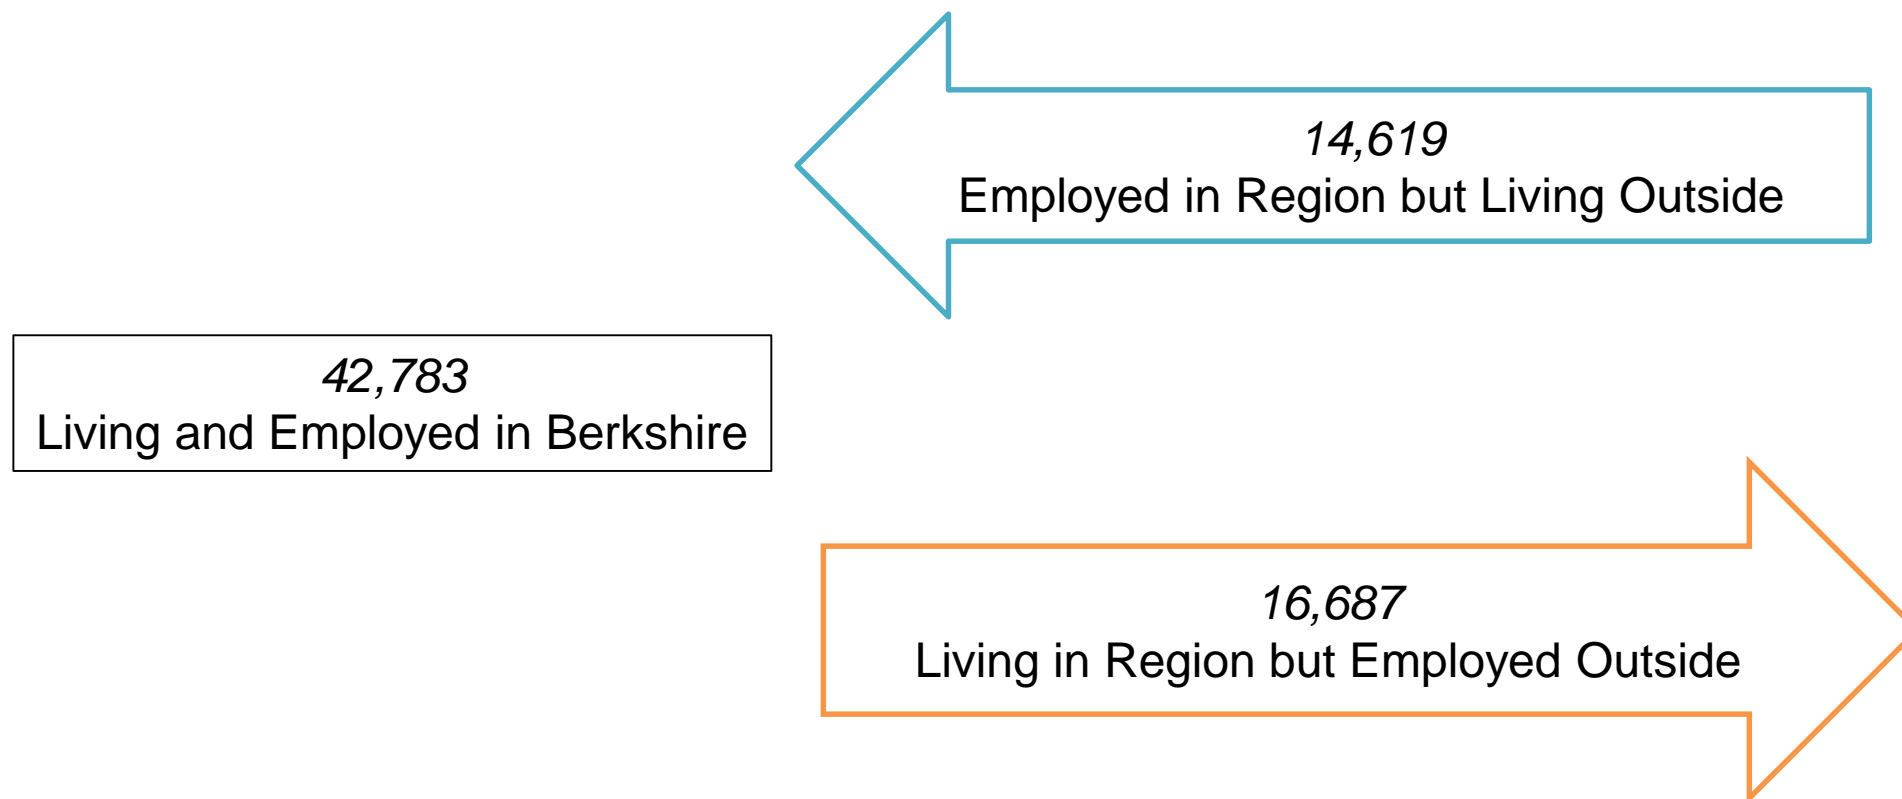 14,619
Employed in Region but Living Outside
42,783
Living and Employed in Berkshire
16,687
Living in Region but Employed Outside